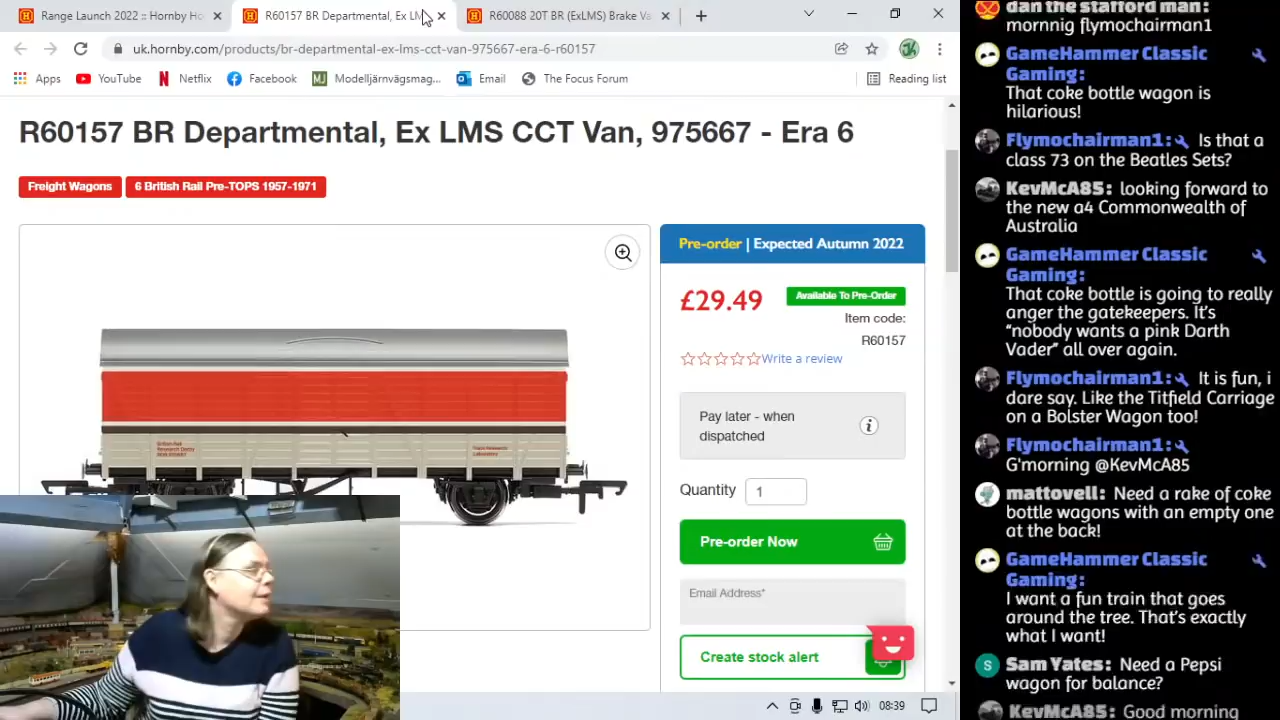 Range Launch 2022 :: Hornby Ho
R60157 BR Departmental, Ex LM
R60088 20T BR (ExLMS) Brake Va
uk.hornby.com/products/br-departmental-ex-lms-cct-van-975667-era-6-r60157
Apps
YouTube
Netflix
Facebook
Modelljärnvägsmag...
Email
The Focus Forum
Reading list
R60157 BR Departmental, Ex LMS CCT Van, 975667 - Era 6
Freight Wagons
6 British Rail Pre-TOPS 1957-1971
Pre-order | Expected Autumn 2022
£29.49
Available To Pre-Order
Item code:
R60157
Write a review
Pay later - when
dispatched
Quantity
1
Pre-order Now
Email Address*
Create stock alert
08:39
dan the stafford man:
mornnig flymochairman1
GameHammer Classic
Gaming:
That coke bottle wagon is
hilarious!
Flymochairman1: Is that a
class 73 on the Beatles Sets?
KevMcA85: looking forward to
the new a4 Commonwealth of
Australia
GameHammer Classic
Gaming:
That coke bottle is going to really
anger the gatekeepers. It's
"nobody wants a pink Darth
Vader" all over again.
Flymochairman1: It is fun, i
dare say. Like the Titfield Carriage
on a Bolster Wagon too!
Flymochairman1:
G'morning @KevMcA85
mattovell: Need a rake of coke
bottle wagons with an empty one
at the back!
GameHammer Classic
Gaming:
I want a fun train that goes
around the tree. That's exactly
what I want!
S
Sam Yates: Need a Pepsi
wagon for balance?
KevMcA85: Good morning